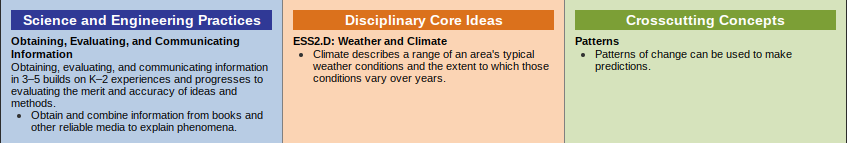 Science and Engineering Practices
Obtaining, Evaluating, and Communicating
Information
Obtaining, evaluating, and communicating information
in 3–5 builds on K–2 experiences and progresses to
evaluating the merit and accuracy of ideas and
methods.
• Obtain and combine information from books and
other reliable media to explain phenomena.
Disciplinary Core Ideas
ESS2.D: Weather and Climate
• Climate describes a range of an area's typical
weather conditions and the extent to which those
conditions vary over years.
Crosscutting Concepts
Patterns
• Patterns of change can be used to make
predictions.